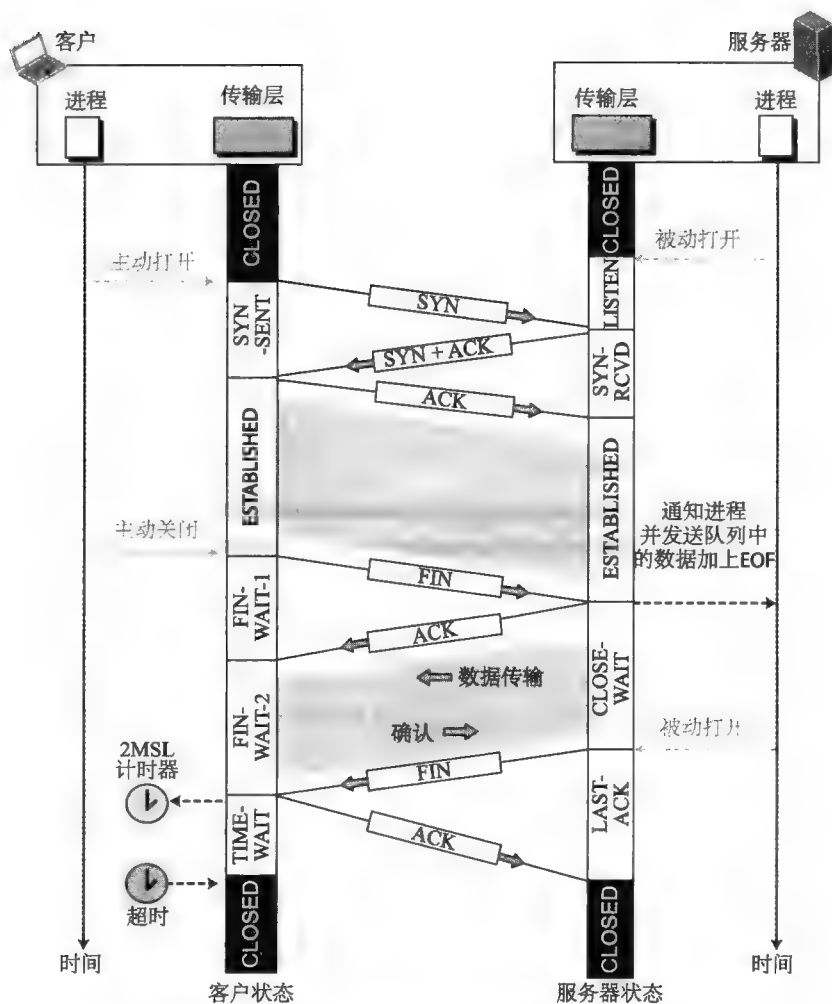 客户
服务器
进程
传输层
传输层
进程
CLOSED
CLOSED
主动打开
被动打开
LISTEN
SYN
SYN
-SENT
SYN + ACK
SYN-
RCVD
ACK
ESTABLISHED
ESTABLISHED
通知进程
并发送队列中
的数据加上EOF
主动关闭
FIN
FIN-
WAIT-1
ACK
CLOSE-
WAIT
数据传输
FIN-
WAIT-2
确认
被动打开
2MSL
计时器
FIN
LAST-
ACK
TIME-
WAIT
ACK
超时
CLOSED
CLOSED
时间
时间
客户状态
服务器状态